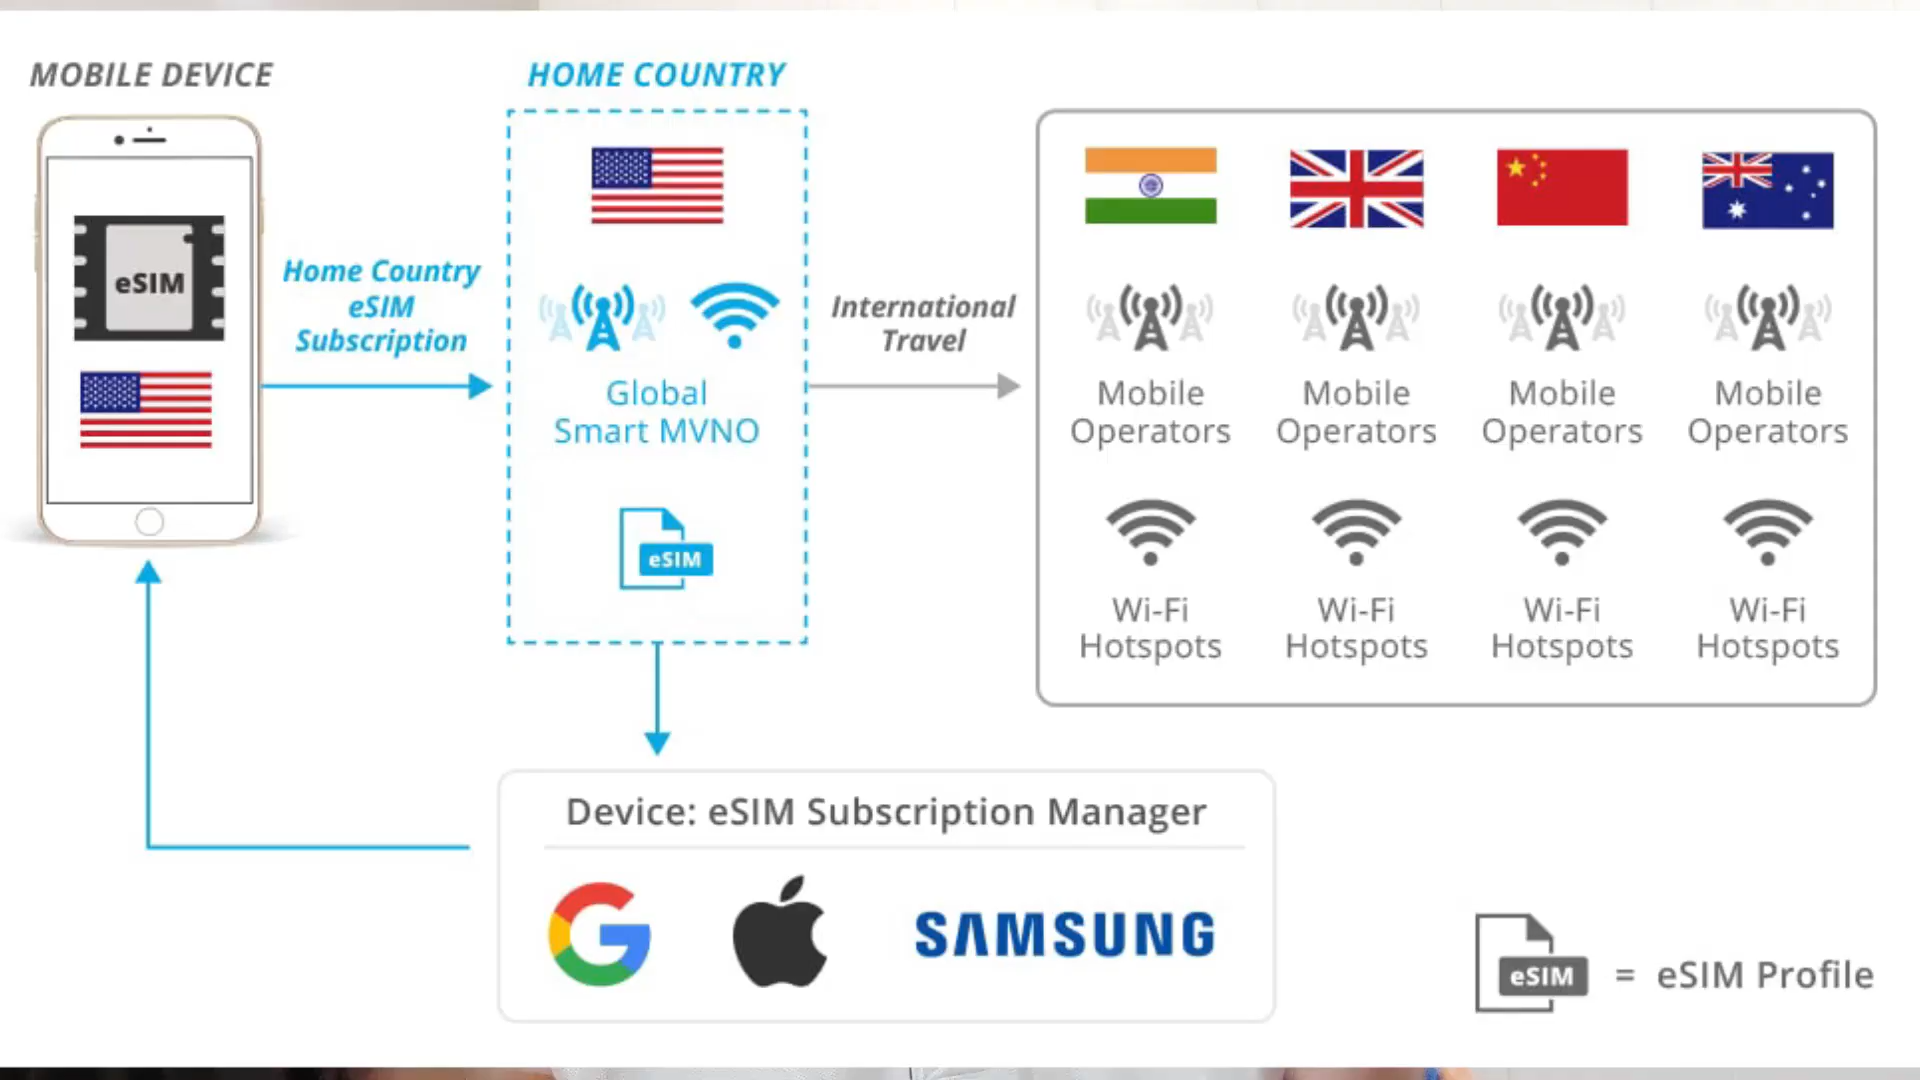 MOBILE DEVICE
HOME COUNTRY
eSIM
Home Country
eSIM
Subscription
Global
Smart MVNO
eSIM
International
Travel
Mobile
Operators
Mobile
Operators
Mobile
Operators
Mobile
Operators
Wi-Fi
Hotspots
Wi-Fi
Hotspots
Wi-Fi
Hotspots
Wi-Fi
Hotspots
Device: eSIM Subscription Manager
G
SAMSUNG
eSIM = eSIM Profile